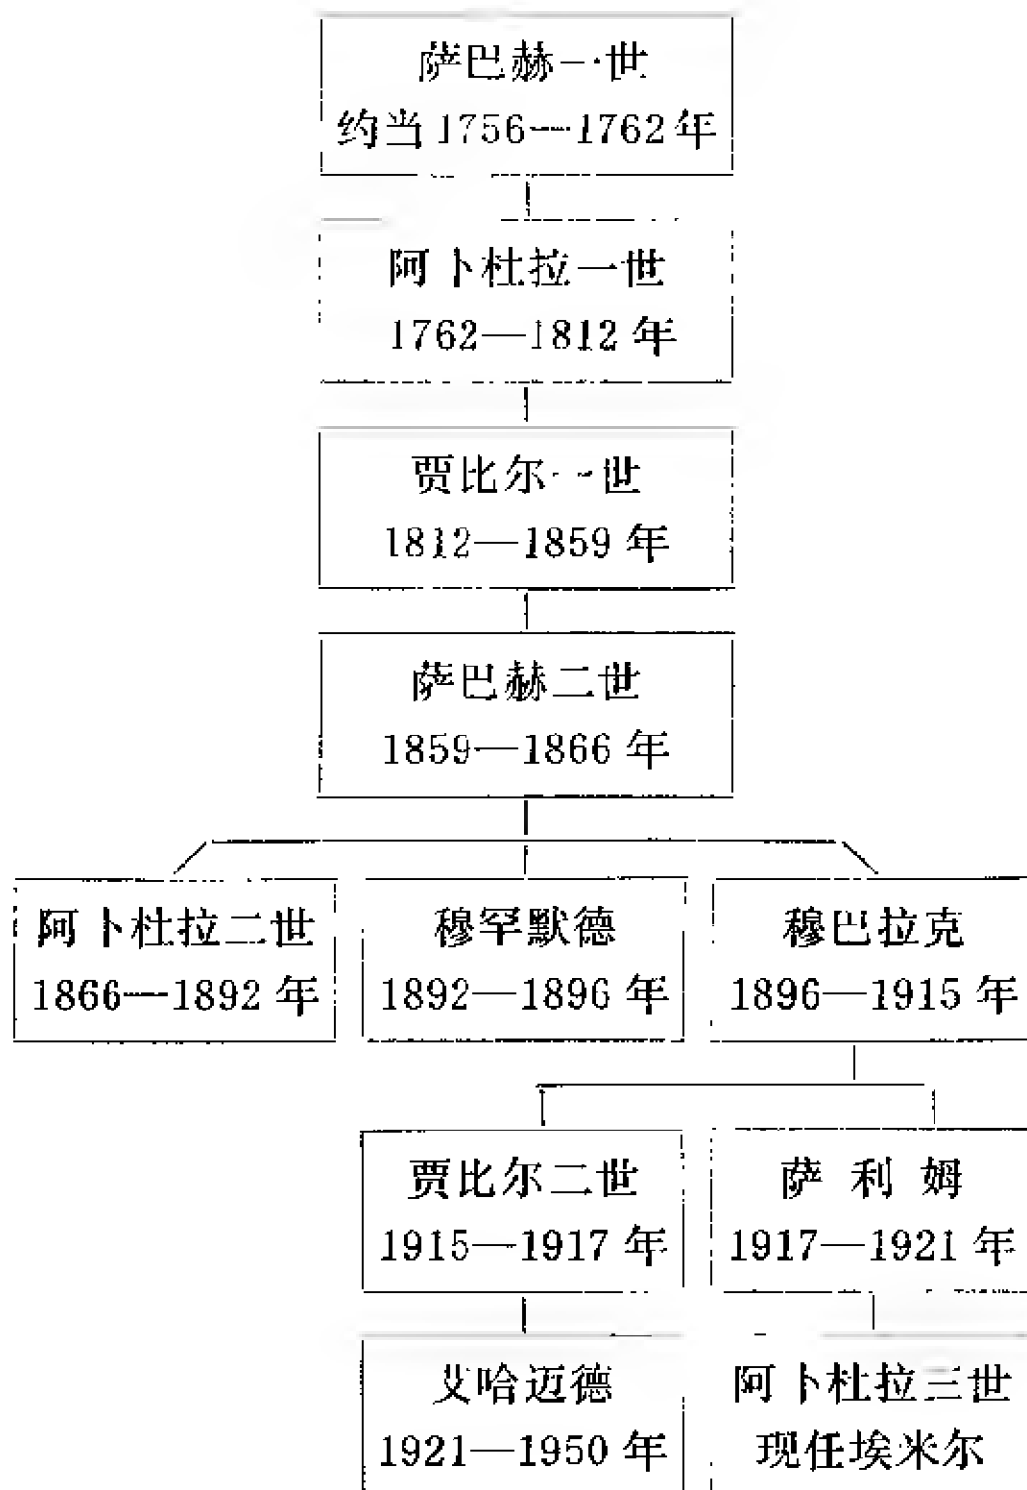 萨巴赫一世
约当1756—1762年
阿卜杜拉一世
1762—1812年
贾比尔一世
1812—1859年
萨巴赫二世
1859—1866年
阿卜杜拉二世
1866—1892年
穆罕默德
1892—1896年
穆巴拉克
1896—1915年
贾比尔二世
1915—1917年
萨利姆
1917—1921年
艾哈迈德
1921—1950年
阿卜杜拉三世
现任埃米尔